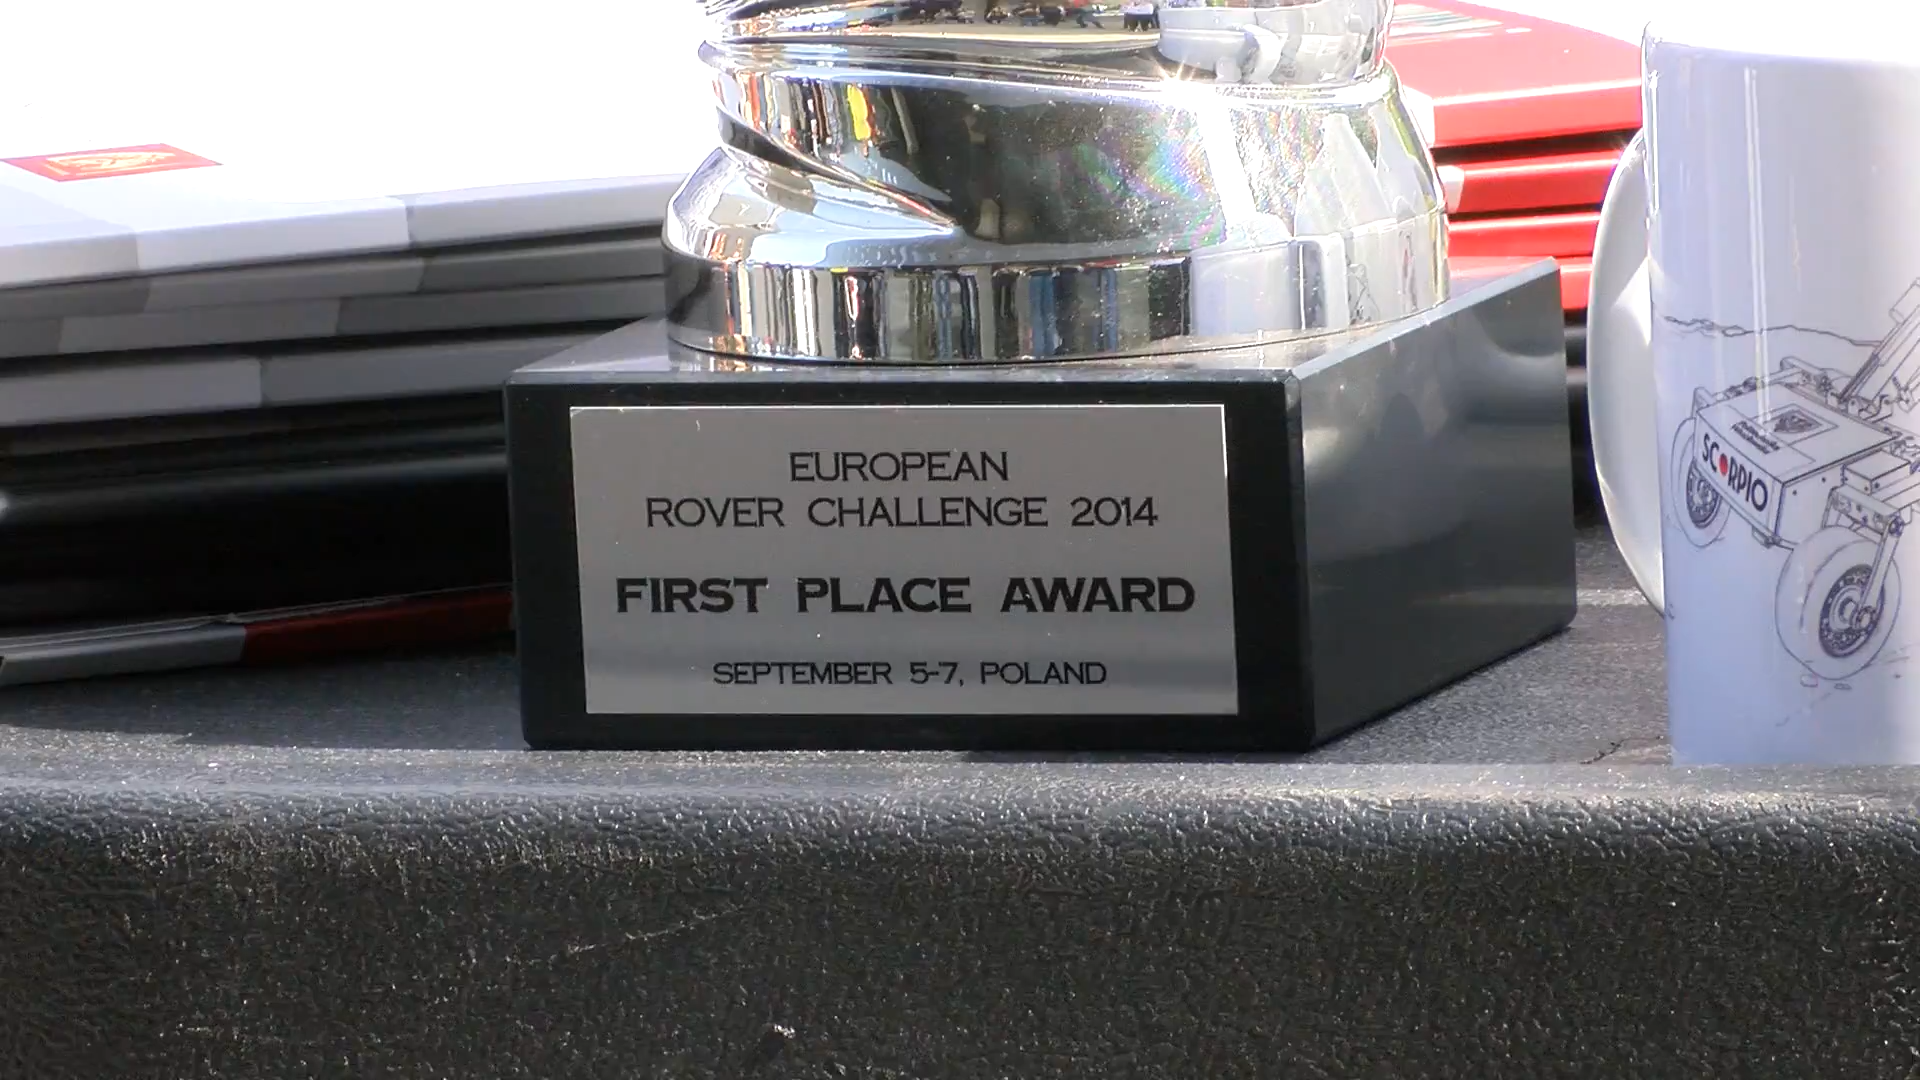 EUROPEAN
ROVER CHALLENGE 2014
FIRST PLACE AWARD
SEPTEMBER 5-7, POLAND
SCORPIO